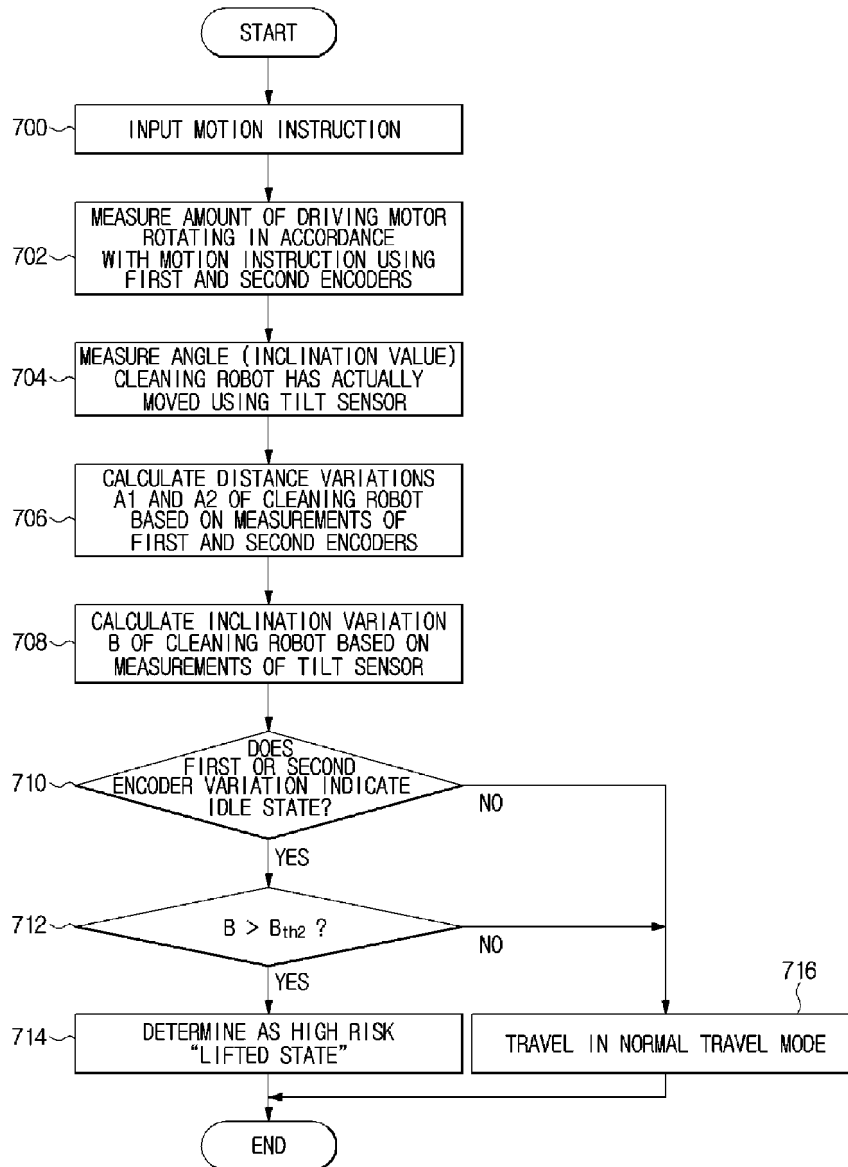 START
700
INPUT MOTION INSTRUCTION
702
MEASURE AMOUNT OF DRIVING MOTOR
ROTATING IN ACCORDANCE
WITH MOTION INSTRUCTION USING
FIRST AND SECOND ENCODERS
704
MEASURE ANGLE (INCLINATION VALUE)
CLEANING ROBOT HAS ACTUALLY
MOVED USING TILT SENSOR
706
CALCULATE DISTANCE VARIATIONS
A1 AND A2 OF CLEANING ROBOT
BASED ON MEASUREMENTS OF
FIRST AND SECOND ENCODERS
708
CALCULATE INCLINATION VARIATION
B OF CLEANING ROBOT BASED ON
MEASUREMENTS OF TILT SENSOR
710
DOES
FIRST OR SECOND
ENCODER VARIATION INDICATE
IDLE STATE?
NO
YES
712
B > Bth2 ?
NO
YES
714
DETERMINE AS HIGH RISK
"LIFTED STATE"
716
TRAVEL IN NORMAL TRAVEL MODE
END